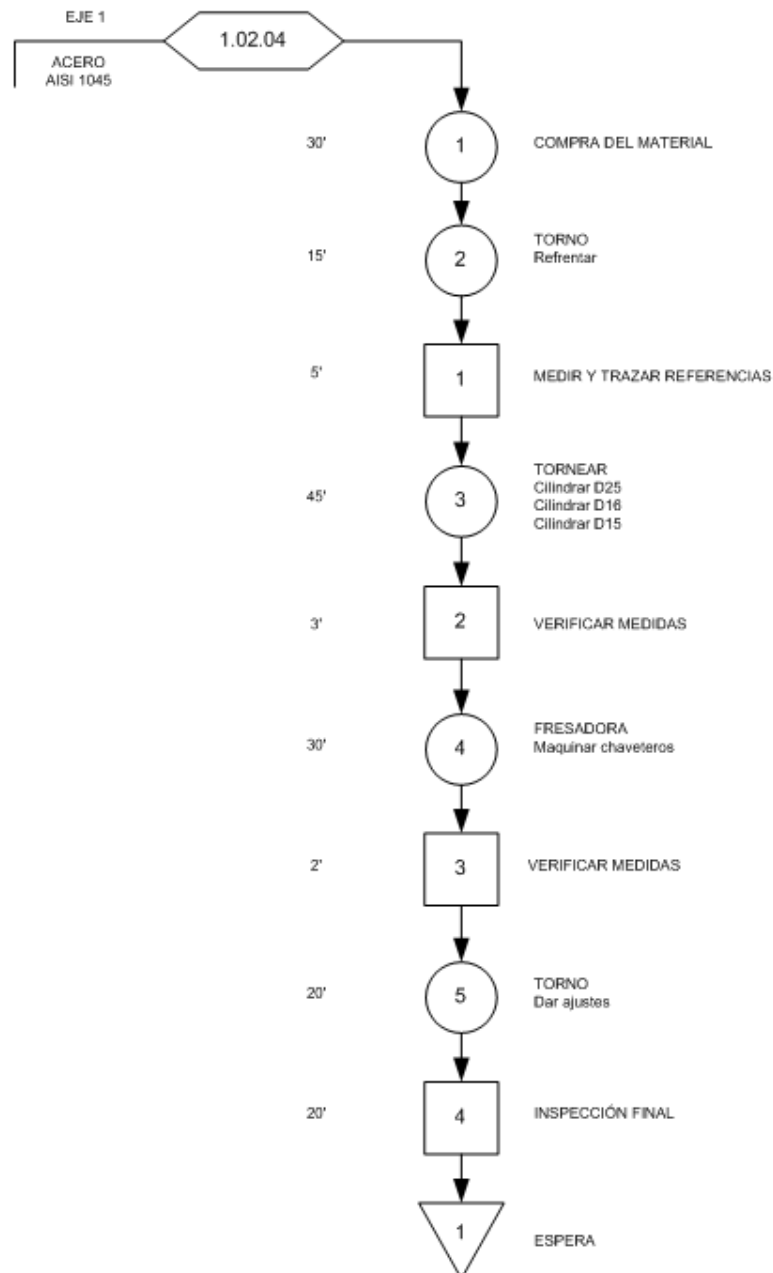 EJE 1
1.02.04
ACERO
AISI 1045
30'
1
COMPRA DEL MATERIAL
15'
2
TORNO
Refrentar
5'
1
MEDIR Y TRAZAR REFERENCIAS
45'
3
TORNEAR
Cilindrar D25
Cilindrar D16
Cilindrar D15
3'
2
VERIFICAR MEDIDAS
30'
4
FRESADORA
Maquinar chaveteros
2'
3
VERIFICAR MEDIDAS
20'
5
TORNO
Dar ajustes
20'
4
INSPECCIÓN FINAL
1
ESPERA